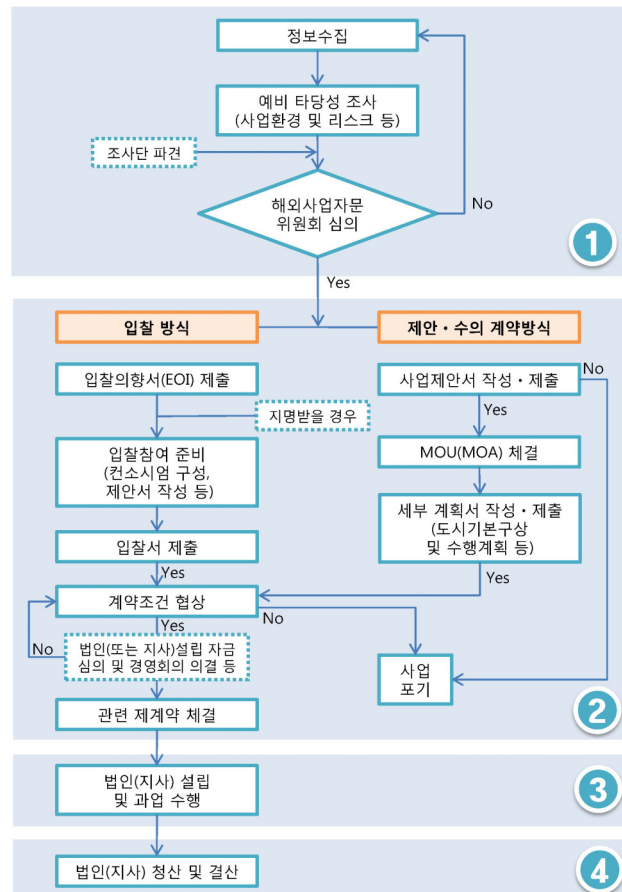 정보수집
예비 타당성 조사
(사업환경 및 리스크 등)
조사단 파견
해외사업자문
위원회 심의
No
1
Yes
입찰 방식
제안・수의 계약방식
입찰의향서(EOI) 제출
사업제안서 작성・제출
No
지명받을 경우
Yes
입찰참여 준비
(컨소시엄 구성,
제안서 작성 등)
MOU(MOA) 체결
세부 계획서 작성・제출
(도시기본구상
및 수행계획 등)
입찰서 제출
Yes
Yes
계약조건 협상
No
Yes
No
법인(또는 지사)설립 자금
심의 및 경영회의 의결 등
사업
포기
관련 제계약 체결
2
법인(지사) 설립
및 과업 수행
3
법인(지사) 청산 및 결산
4